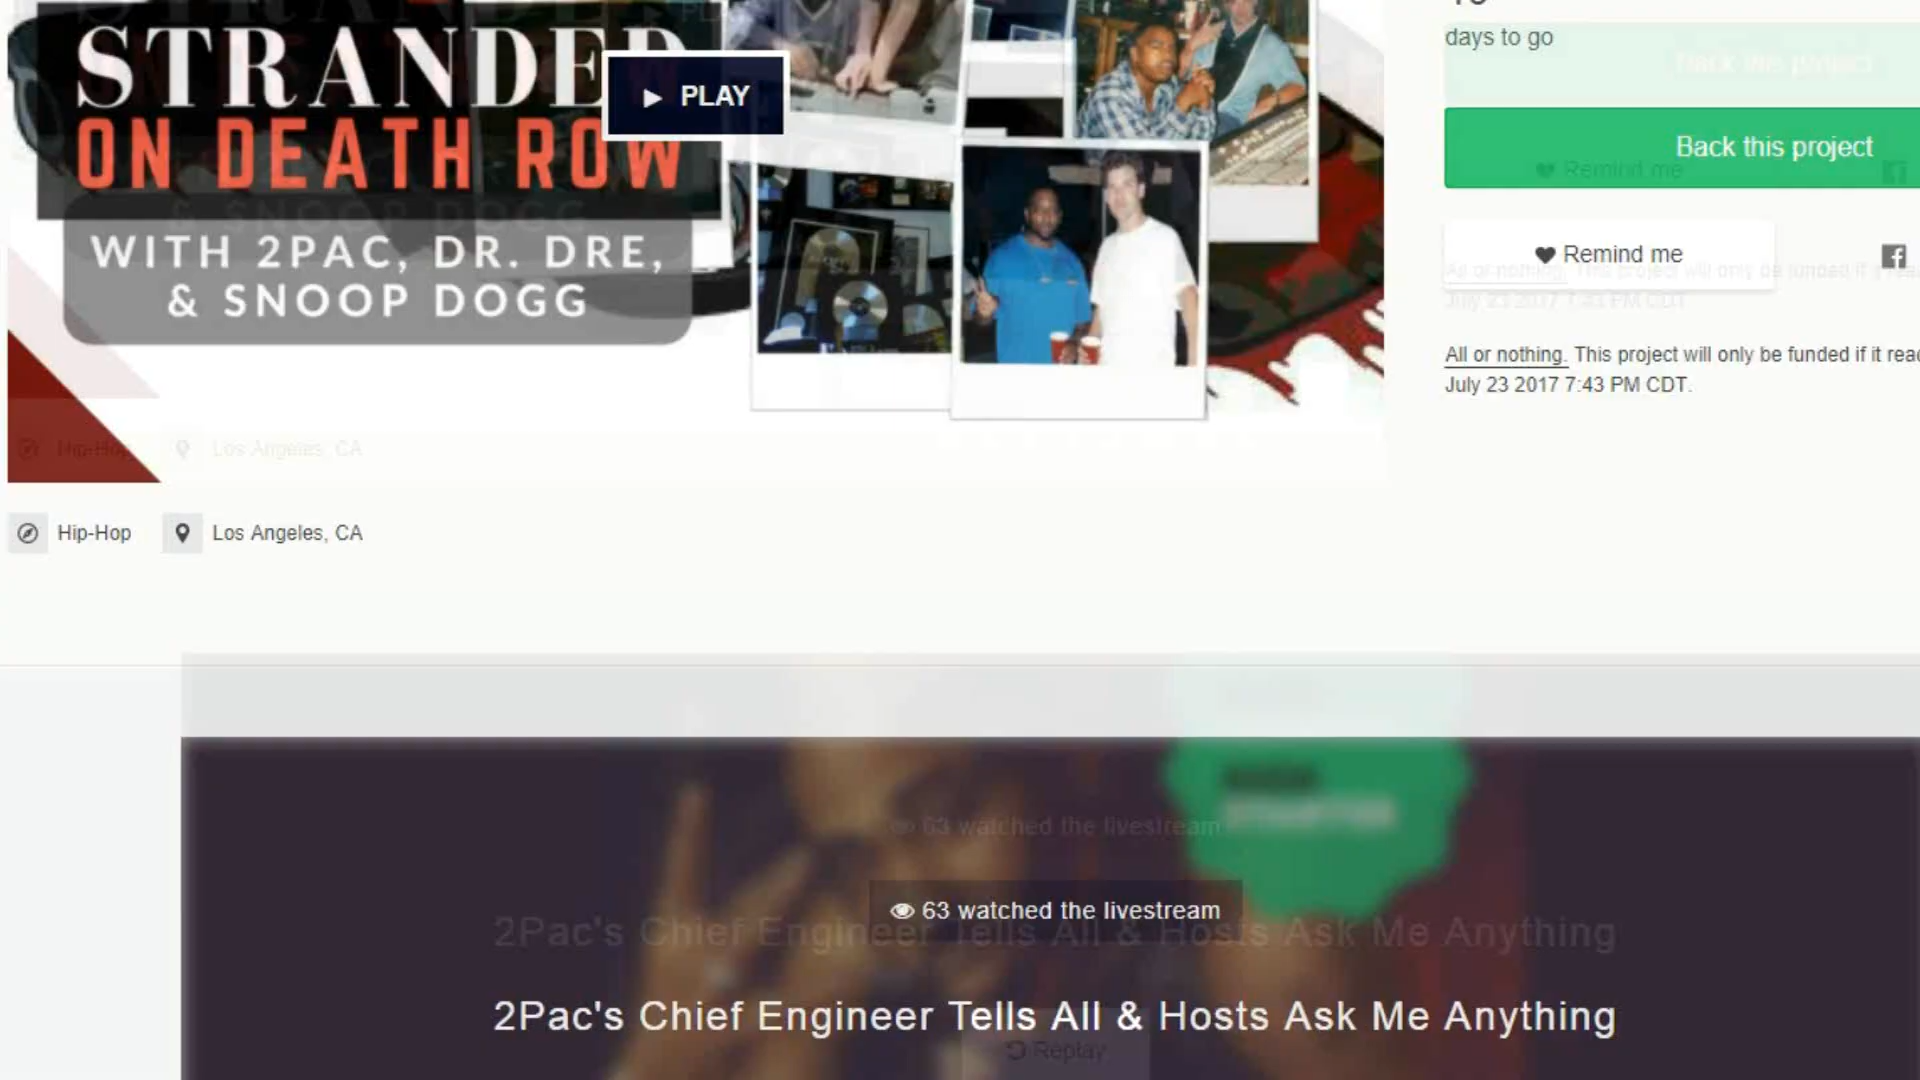 STRANDED
ON DEATH ROW
WITH 2PAC, DR. DRE,
& SNOOP DOGG
PLAY
days to go
Back this project
Remind me
All or nothing. This project will only be funded if it
July 23 2017 7:43 PM CDT.
Hip-Hop
Los Angeles, CA
63 watched the livestream
2Pac's Chief Engineer Tells All & Hosts Ask Me Anything
Replay